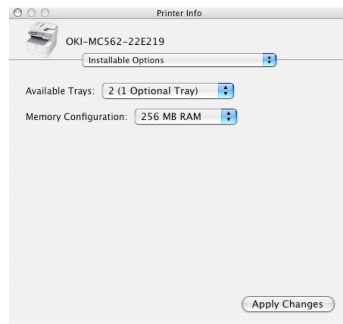 Printer Info
OKI-MC562-22E219
Installable Options
Available Trays: 2 (1 Optional Tray)
Memory Configuration: 256 MB RAM
Apply Changes